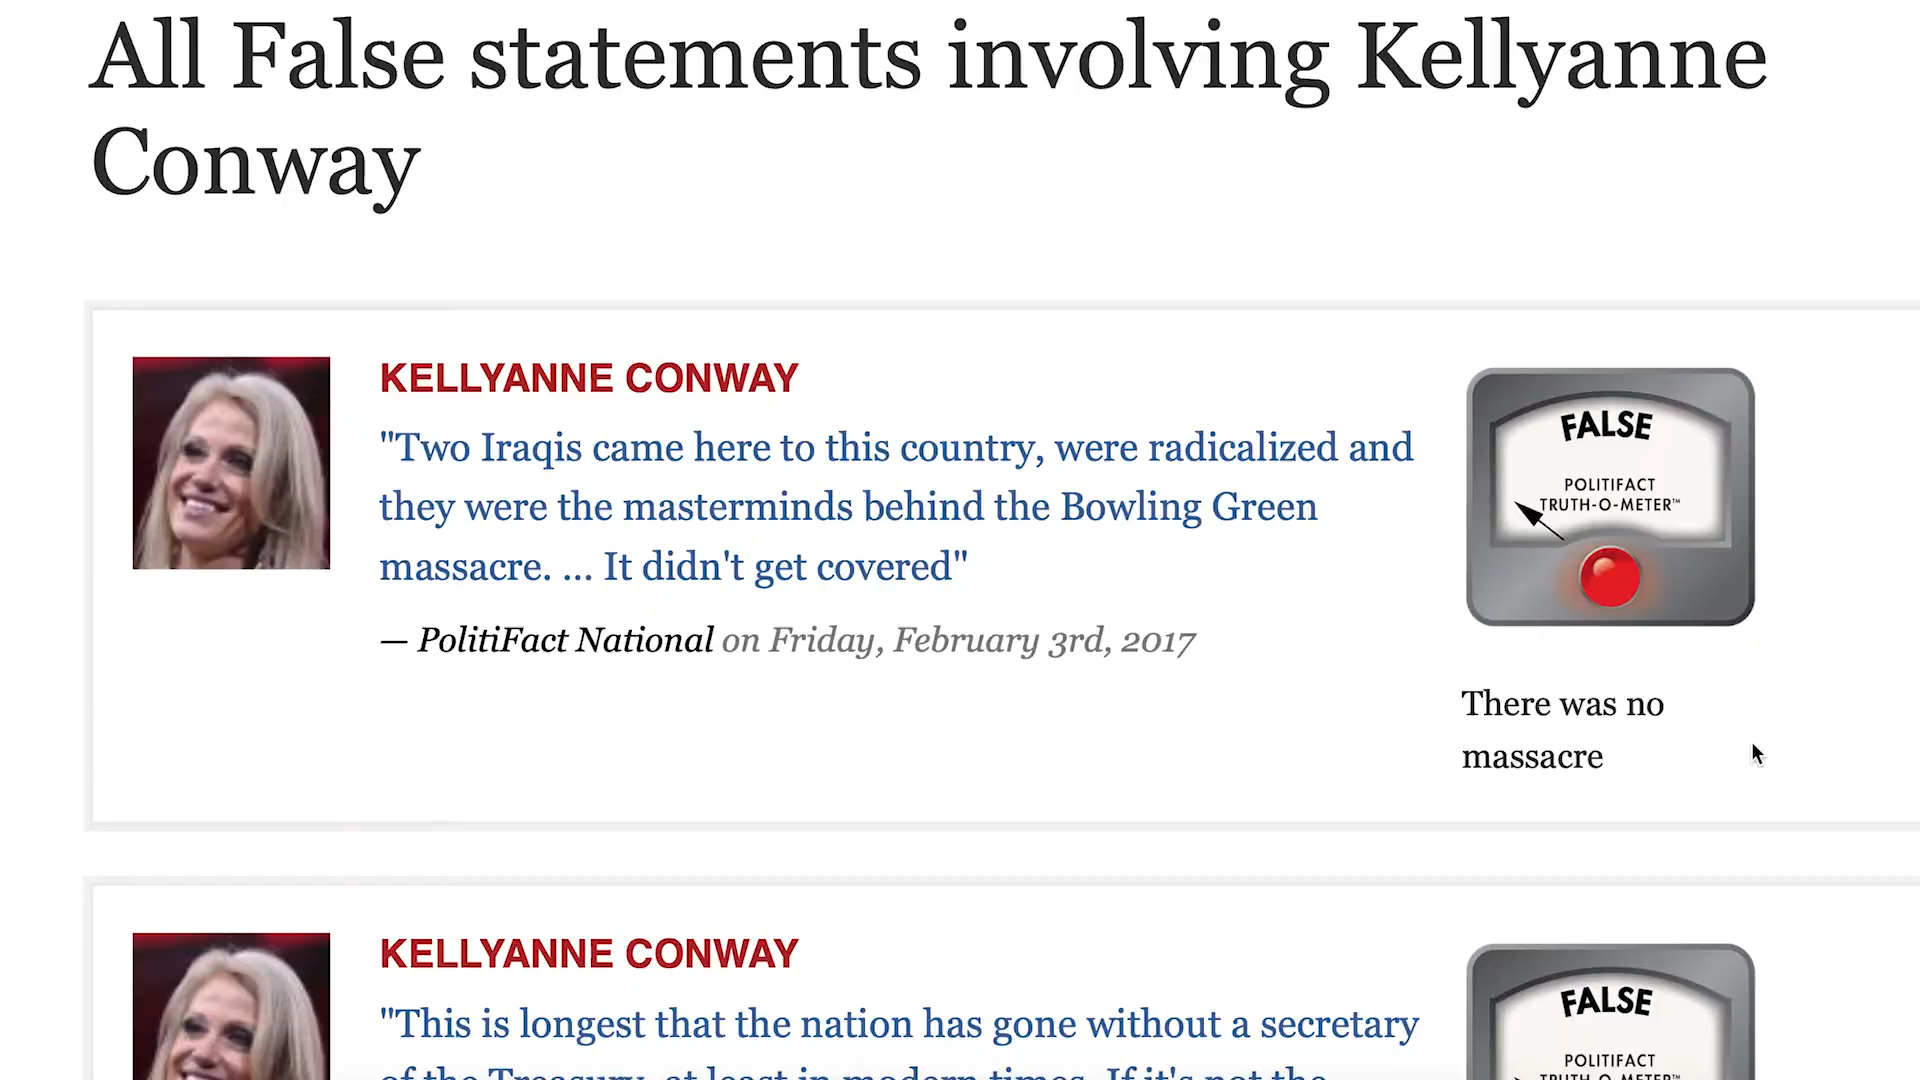 All False statements involving Kellyanne
Conway
KELLYANNE CONWAY
"Two Iraqis came here to this country, were radicalized and
they were the masterminds behind the Bowling Green
massacre. ... It didn't get covered"
— PolitiFact National on Friday, February 3rd, 2017
FALSE
POLITIFACT
TRUTH-O-METER™
There was no
massacre
KELLYANNE CONWAY
"This is longest that the nation has gone without a secretary
of the Treasury, at least in modern times. If it's not the
FALSE
POLITIFACT
TRUTH-O-METER™